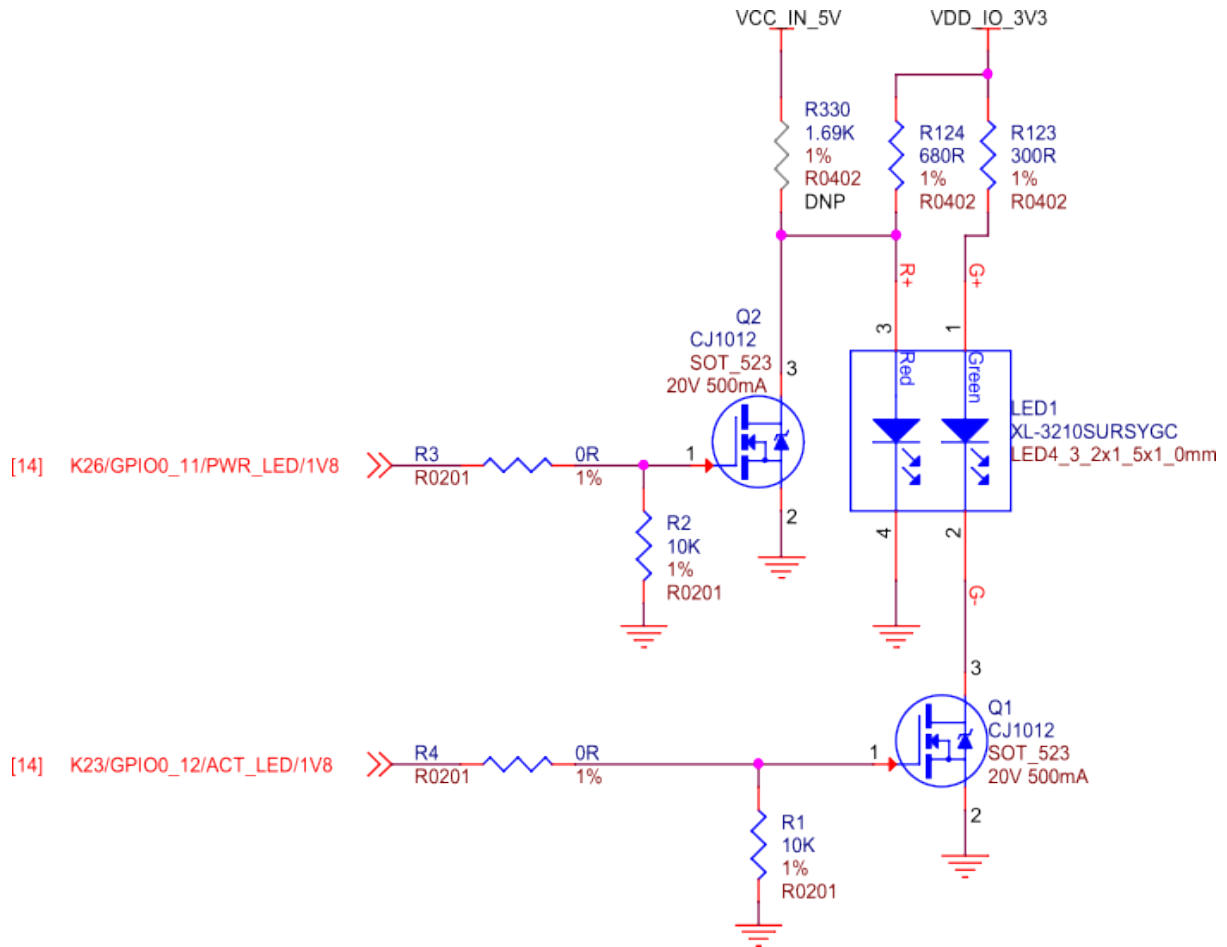 VCC_IN_5V
VDD_IO_3V3
R330
1.69K
1%
R0402
DNP
R124
680R
1%
R0402
R123
300R
1%
R0402
R+
G+
3
1
Red
Green
LED1
XL-3210SURSYGC
LED4_3_2x1_5x1_0mm
4
2
G-
Q2
CJ1012
SOT_523
20V 500mA
3
1
2
[14] K26/GPIO0_11/PWR_LED/1V8
R3
R0201
0R
1%
R2
10K
1%
R0201
3
Q1
CJ1012
SOT_523
20V 500mA
1
2
[14] K23/GPIO0_12/ACT_LED/1V8
R4
R0201
0R
1%
R1
10K
1%
R0201